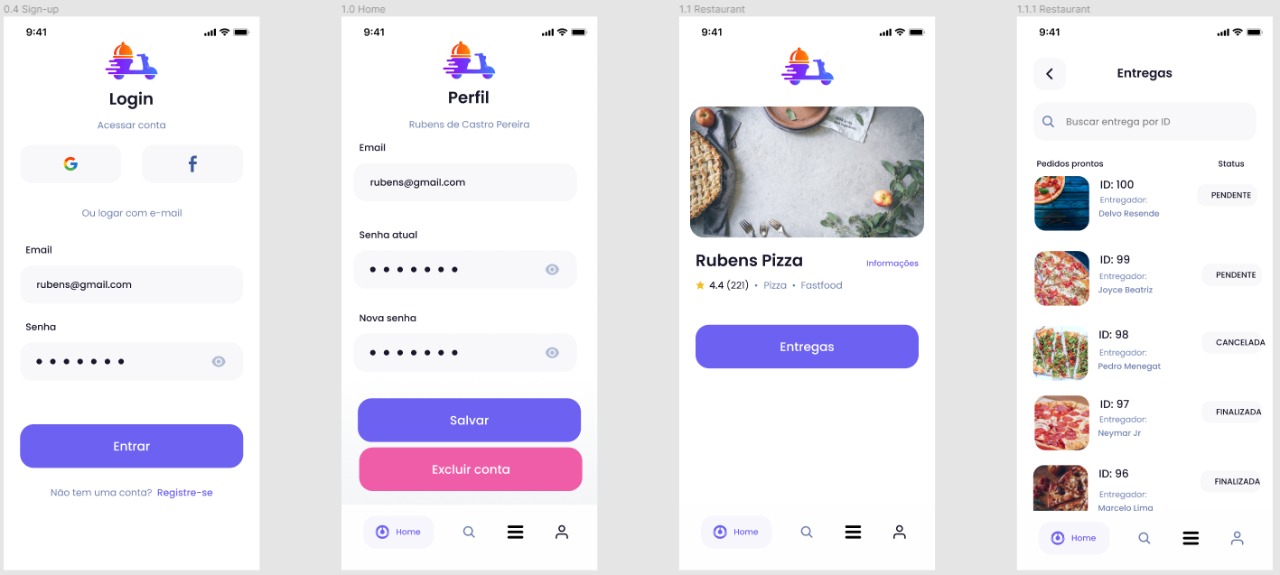 0.4 Sign-up
9:41
Login
Acessar conta
Ou logar com e-mail
Email
rubens@gmail.com
Senha
Entrar
Não tem uma conta? Registre-se
1.0 Home
9:41
Perfil
Rubens de Castro Pereira
Email
rubens@gmail.com
Senha atual
Nova senha
Salvar
Excluir conta
Home
1.1 Restaurant
9:41
Rubens Pizza
Informações
4.4 (221) • Pizza • Fastfood
Entregas
Home
1.1.1 Restaurant
9:41
Entregas
Buscar entrega por ID
Pedidos prontos Status
ID: 100
Entregador:
Delvo Resende
PENDENTE
ID: 99
Entregador:
Joyce Beatriz
PENDENTE
ID: 98
Entregador:
Pedro Menegat
CANCELADA
ID: 97
Entregador:
Neymar Jr
FINALIZADA
ID: 96
Entregador:
Marcelo Lima
FINALIZADA
Home